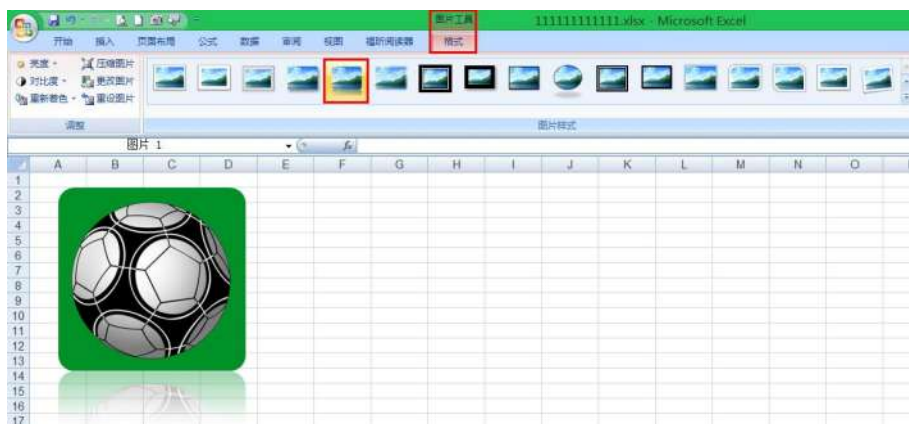 图片工具
111111111111.xlsx - Microsoft Excel
开始 插入 页面布局 公式 数据 审阅 视图 福昕阅读器 格式
亮度 压缩图片
对比度 更改图片
重新着色 重设图片
调整 图片样式
图片 1 fx
A B C D E F G H I J K L M N O
1
2
3
4
5
6
7
8
9
10
11
12
13
14
15
16
17